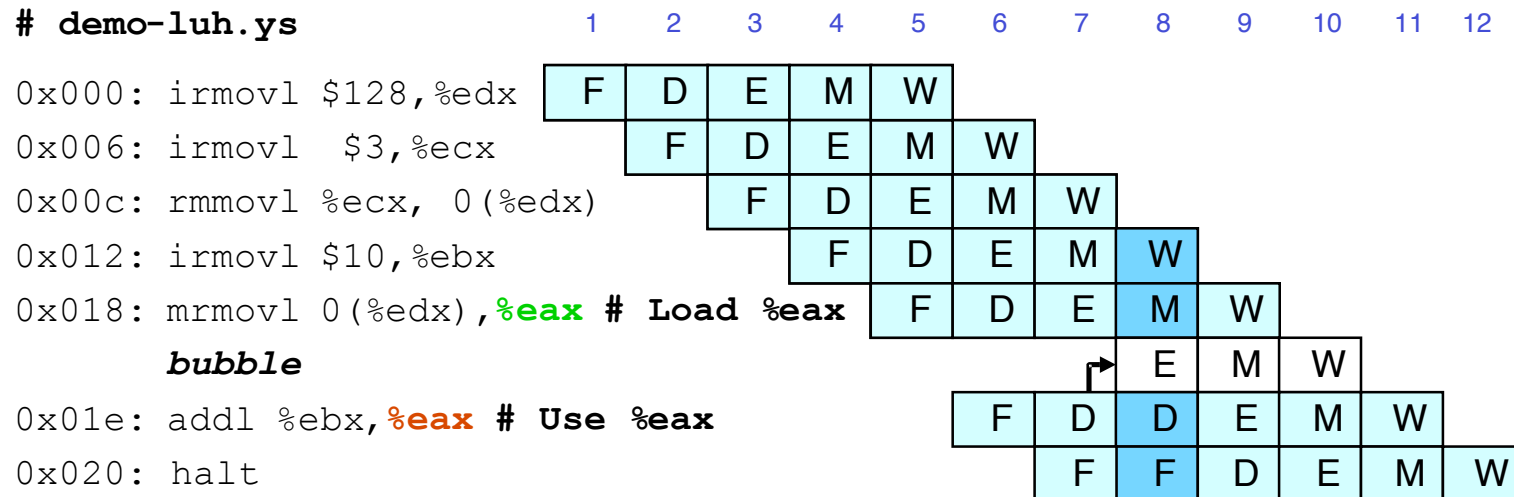 # demo-luh.ys 1 2 3 4 5 6 7 8 9 10 11 12
0x000: irmovl $128,%edx F D E M W
0x006: irmovl  $3,%ecx F D E M W
0x00c: rmmovl %ecx, 0(%edx) F D E M W
0x012: irmovl $10,%ebx F D E M W
0x018: mrmovl 0(%edx),%eax # Load %eax F D E M W
bubble E M W
0x01e: addl %ebx,%eax # Use %eax F D D E M W
0x020: halt F F D E M W